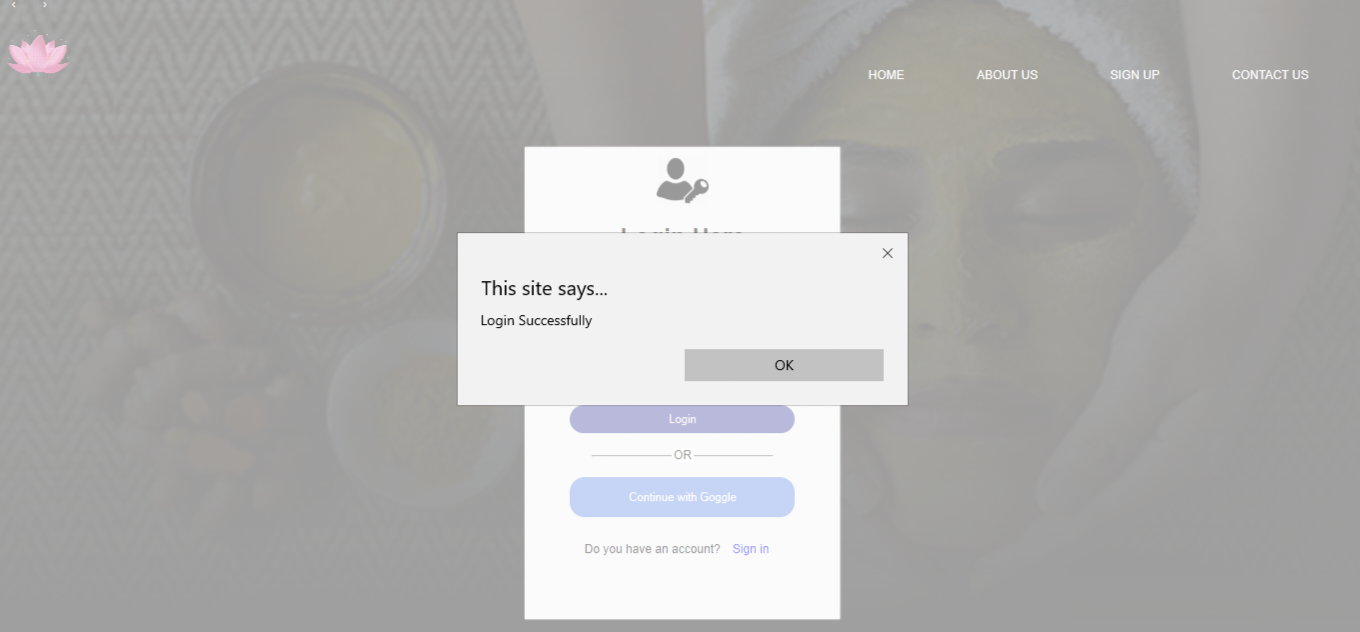 HOME ABOUT US SIGN UP CONTACT US
This site says...
Login Successfully
OK
Login
OR
Continue with Goggle
Do you have an account? Sign in